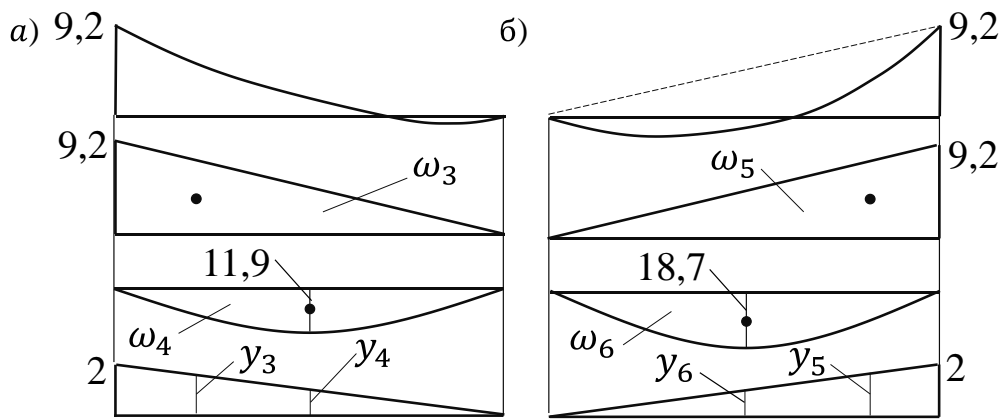 а) 9,2 б) 9,2
9,2 ω₃ ω₅ 9,2
11,9 18,7
ω₄ y₃ y₄ ω₆ y₆ y₅
2 2